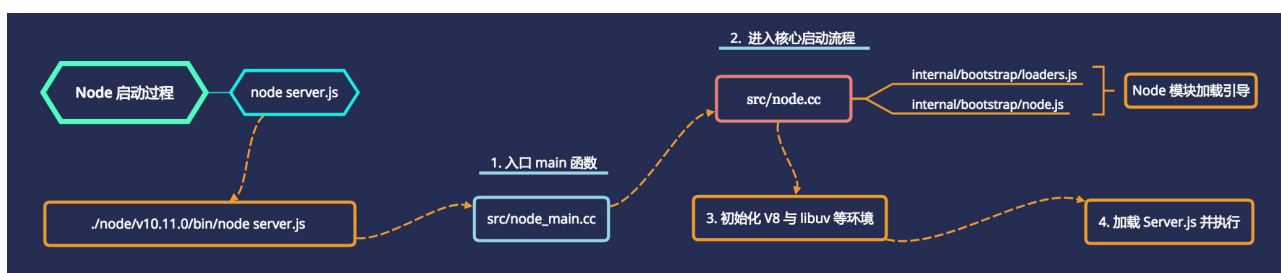 Node 启动过程
node server.js
./node/v10.11.0/bin/node server.js
1. 入口 main 函数
src/node_main.cc
2. 进入核心启动流程
src/node.cc
internal/bootstrap/loaders.js
internal/bootstrap/node.js
Node 模块加载引导
3. 初始化 V8 与 libuv 等环境
4. 加载 Server.js 并执行